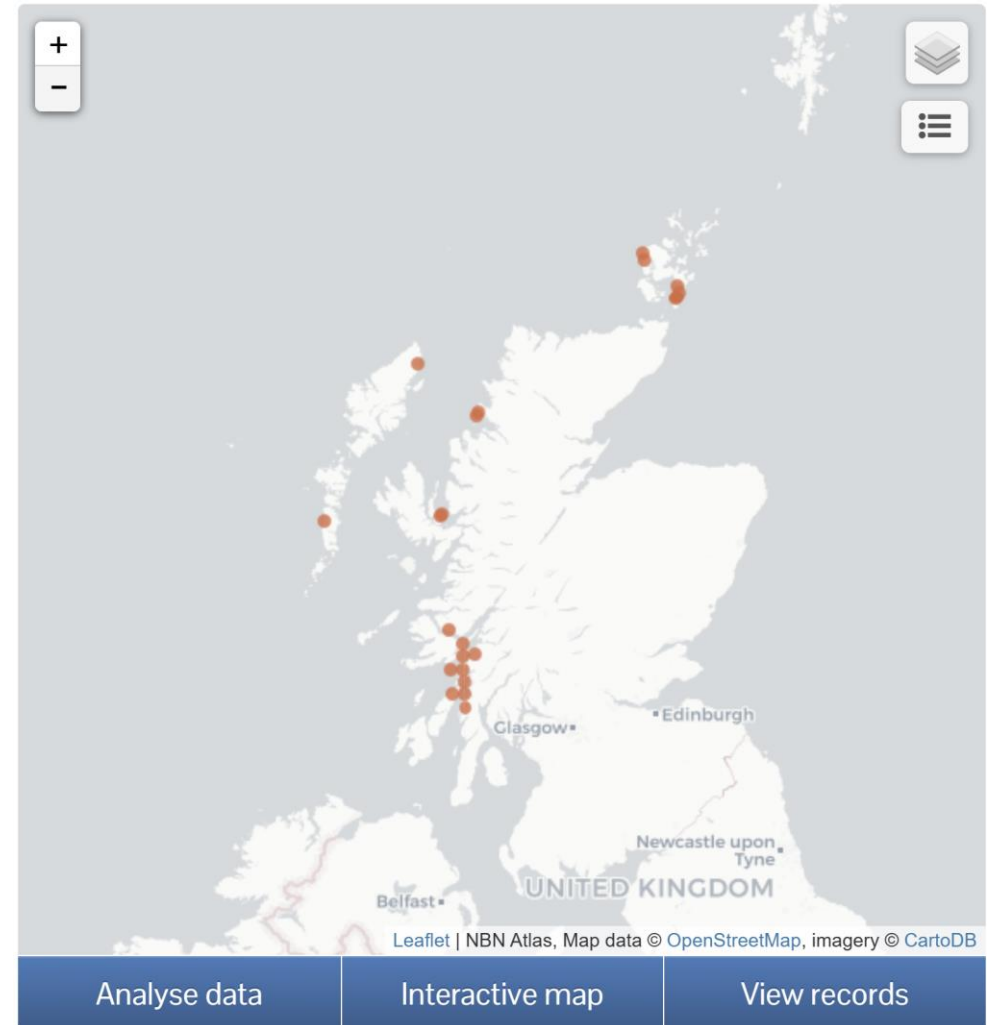 +
−
Glasgow
Edinburgh
Newcastle upon
Tyne
UNITED KINGDOM
Belfast
Leaflet | NBN Atlas, Map data © OpenStreetMap, imagery © CartoDB
Analyse data
Interactive map
View records